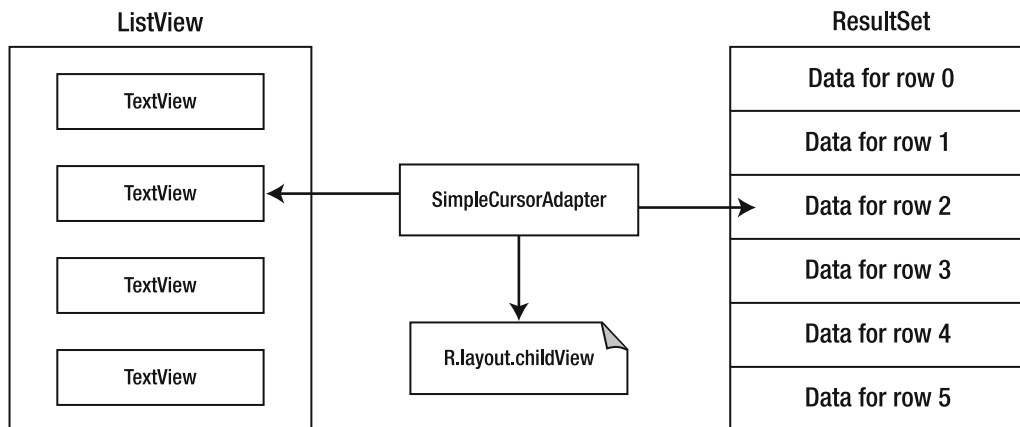 ListView
TextView
TextView
TextView
TextView
SimpleCursorAdapter
R.layout.childView
ResultSet
Data for row 0
Data for row 1
Data for row 2
Data for row 3
Data for row 4
Data for row 5